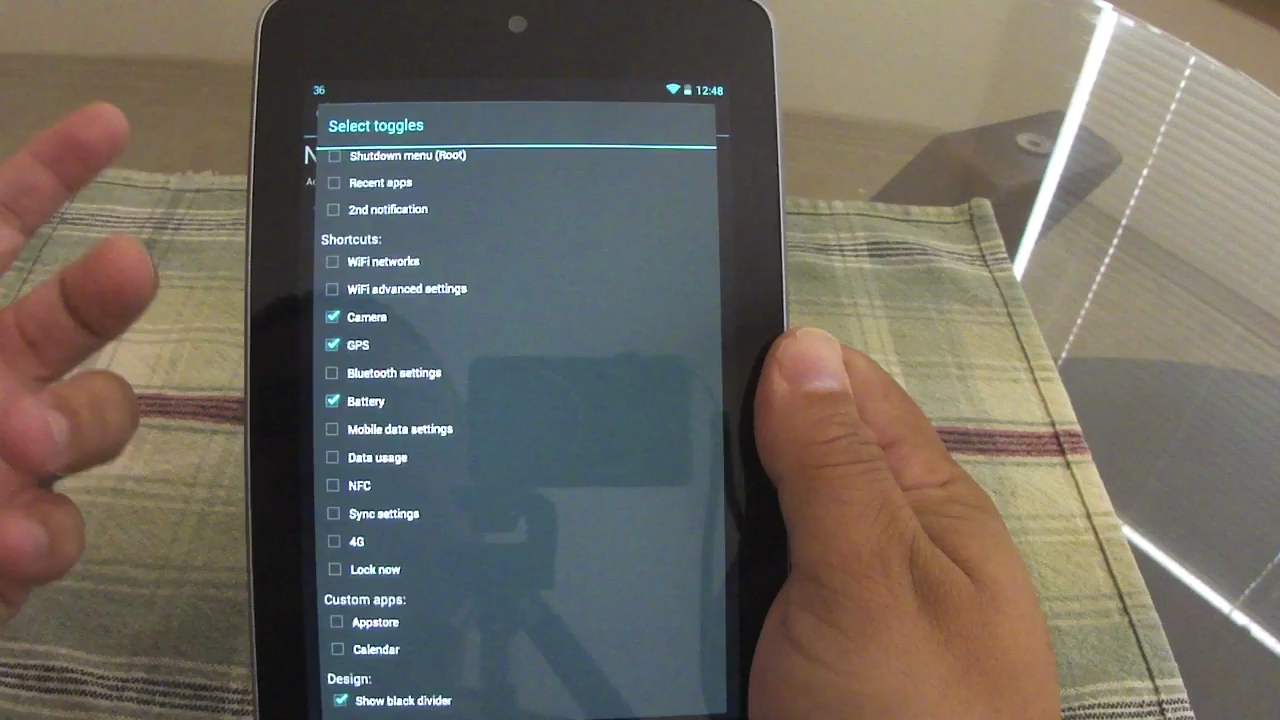 36 12:48
Select toggles
Shutdown menu (Root)
Recent apps
2nd notification
Shortcuts:
WiFi networks
WiFi advanced settings
Camera
GPS
Bluetooth settings
Battery
Mobile data settings
Data usage
NFC
Sync settings
4G
Lock now
Custom apps:
Appstore
Calendar
Design:
Show black divider